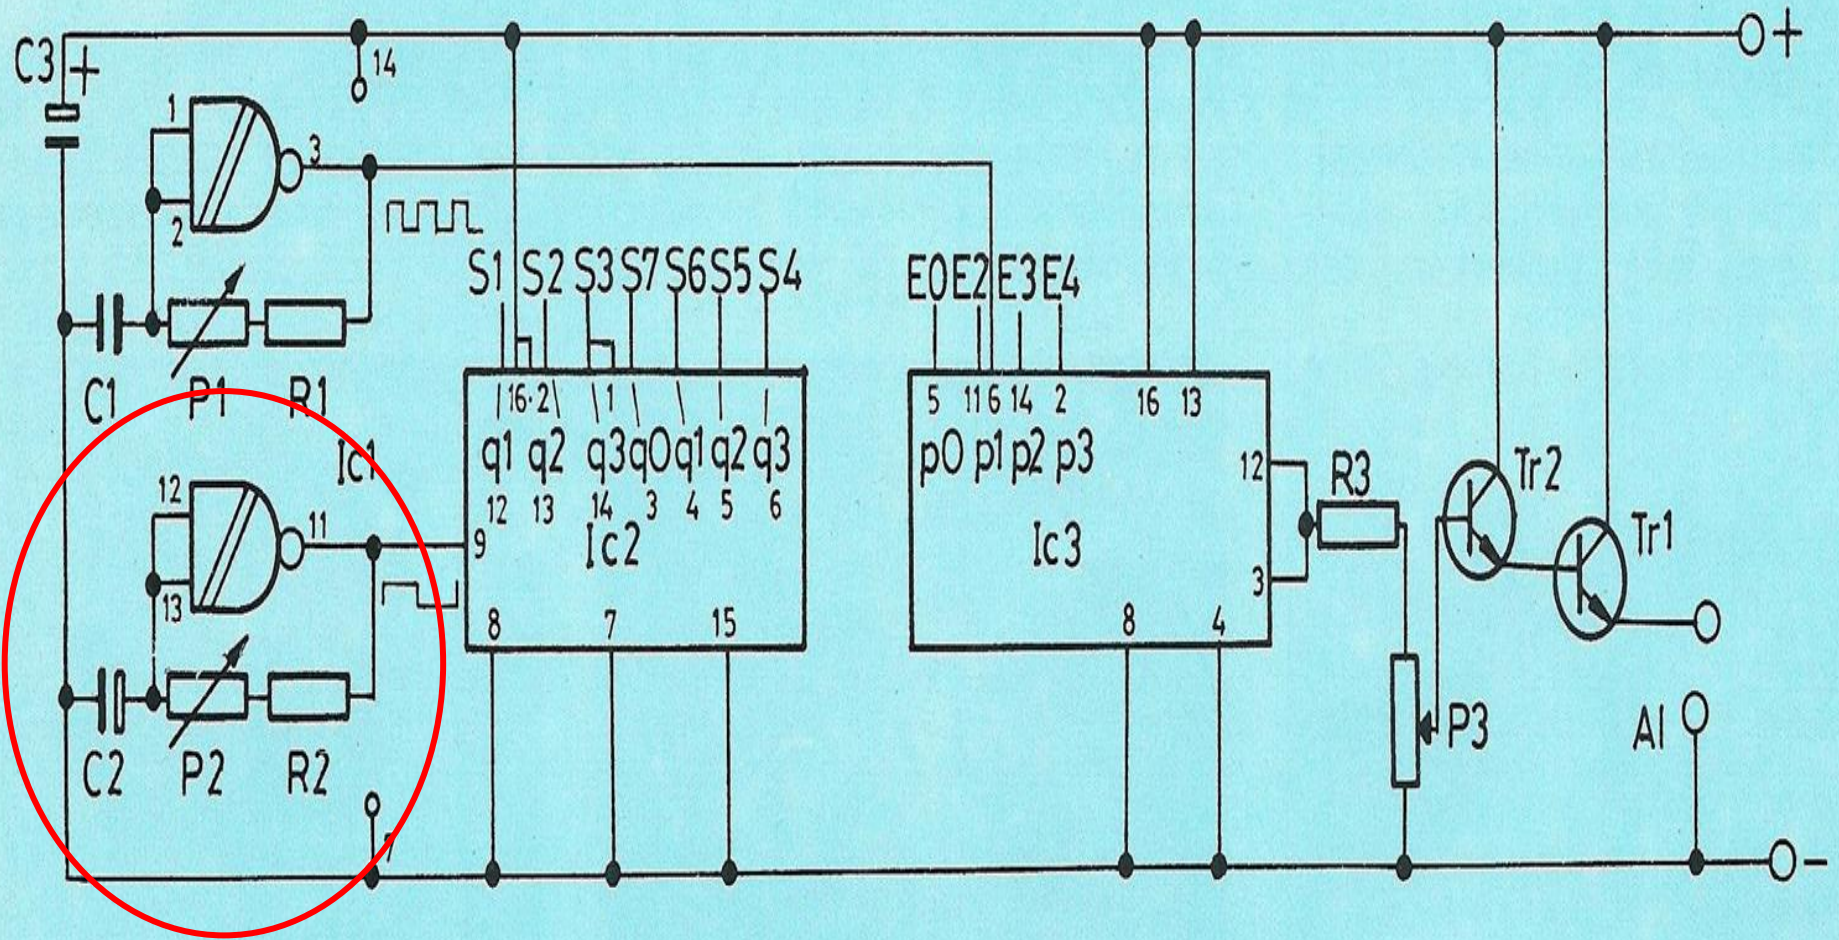 +
C3 +
14
1
3
2
S1 S2 S3 S7 S6 S5 S4
E0 E2 E3 E4
C1 P1 R1
16·2 1
5 11 6 14 2 16 13
Ic1
q1 q2 q3 q0 q1 q2 q3
p0 p1 p2 p3
12 R3 Tr2
12
12 13 14 3 4 5 6
11
9 Ic2
Ic3
Tr1
13
3
8 7 15
8 4
C2 P2 R2
P3 Al
7
-